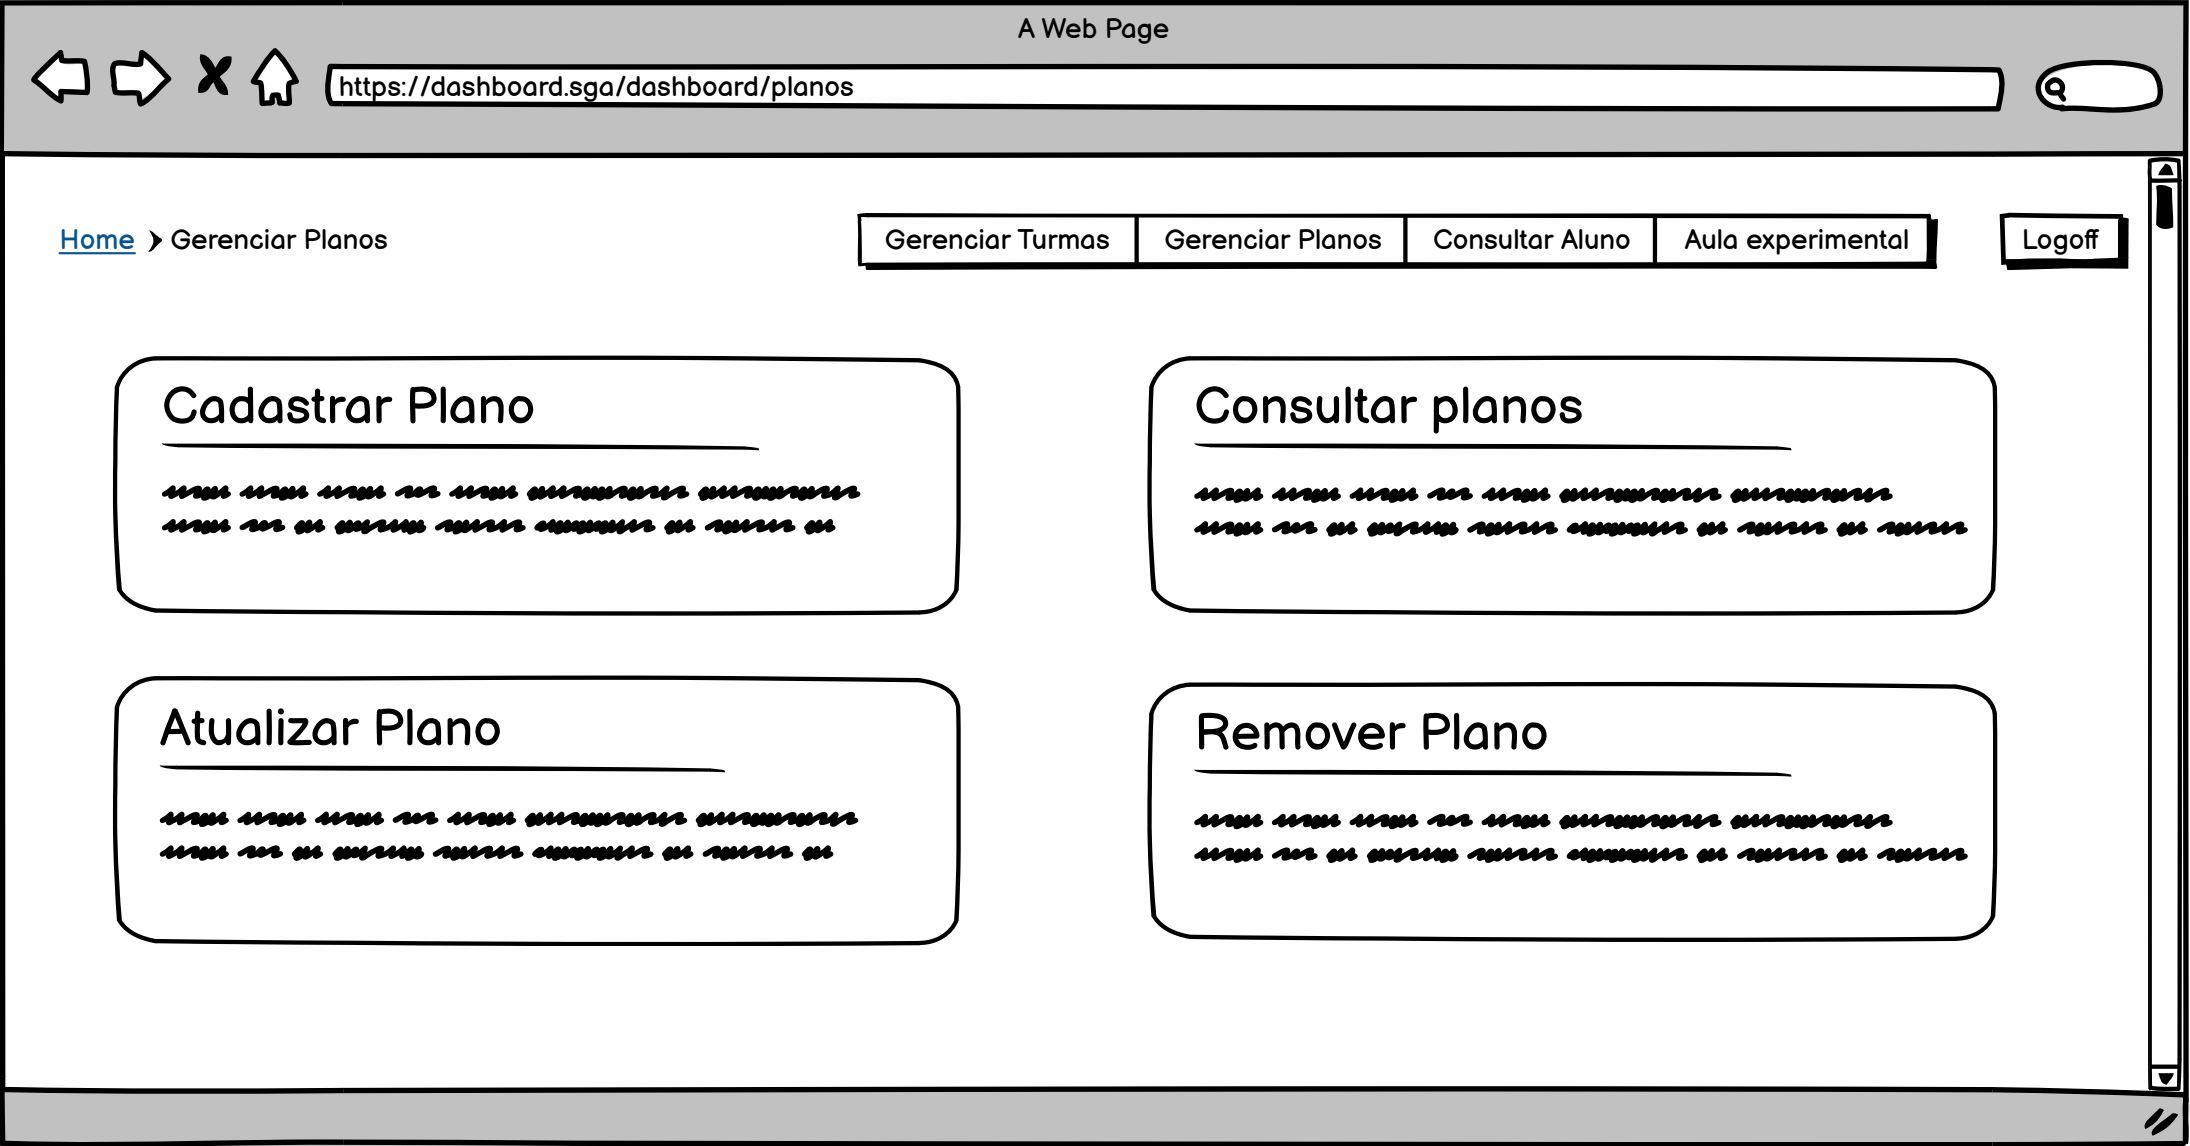 A Web Page
https://dashboard.sga/dashboard/planos
Home Gerenciar Planos
Gerenciar Turmas Gerenciar Planos Consultar Aluno Aula experimental
Logoff
Cadastrar Plano
Consultar planos
Atualizar Plano
Remover Plano